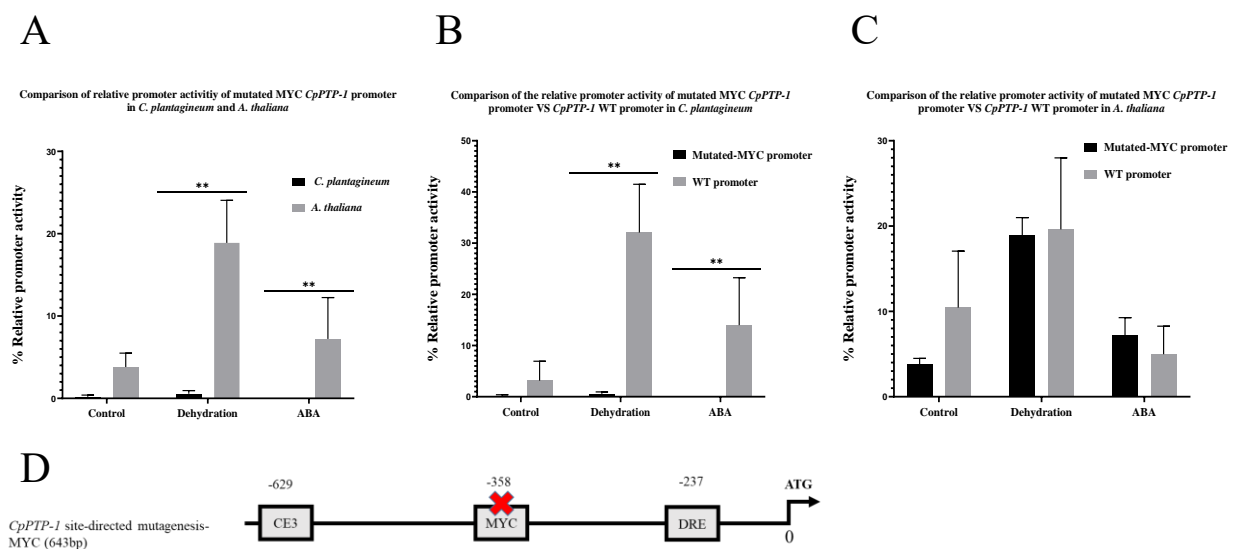 A
Comparison of relative promoter activitiy of mutated MYC CpPTP-1 promoter
in C. plantagineum and A. thaliana
% Relative promoter activity
30
20
10
0
**
**
C. plantagineum
A. thaliana
Control
Dehydration
ABA
B
Comparison of the relative promoter activity of mutated MYC CpPTP-1
promoter VS CpPTP-1 WT promoter in C. plantagineum
% Relative promoter activity
50
40
30
20
10
0
**
**
Mutated-MYC promoter
WT promoter
Control
Dehydration
ABA
C
Comparison of the relative promoter activity of mutated MYC CpPTP-1
promoter VS CpPTP-1 WT promoter in A. thaliana
% Relative promoter activity
30
20
10
0
Mutated-MYC promoter
WT promoter
Control
Dehydration
ABA
D
-629
-358
-237
ATG
CpPTP-1 site-directed mutagenesis-
MYC (643bp)
CE3
MYC
DRE
0